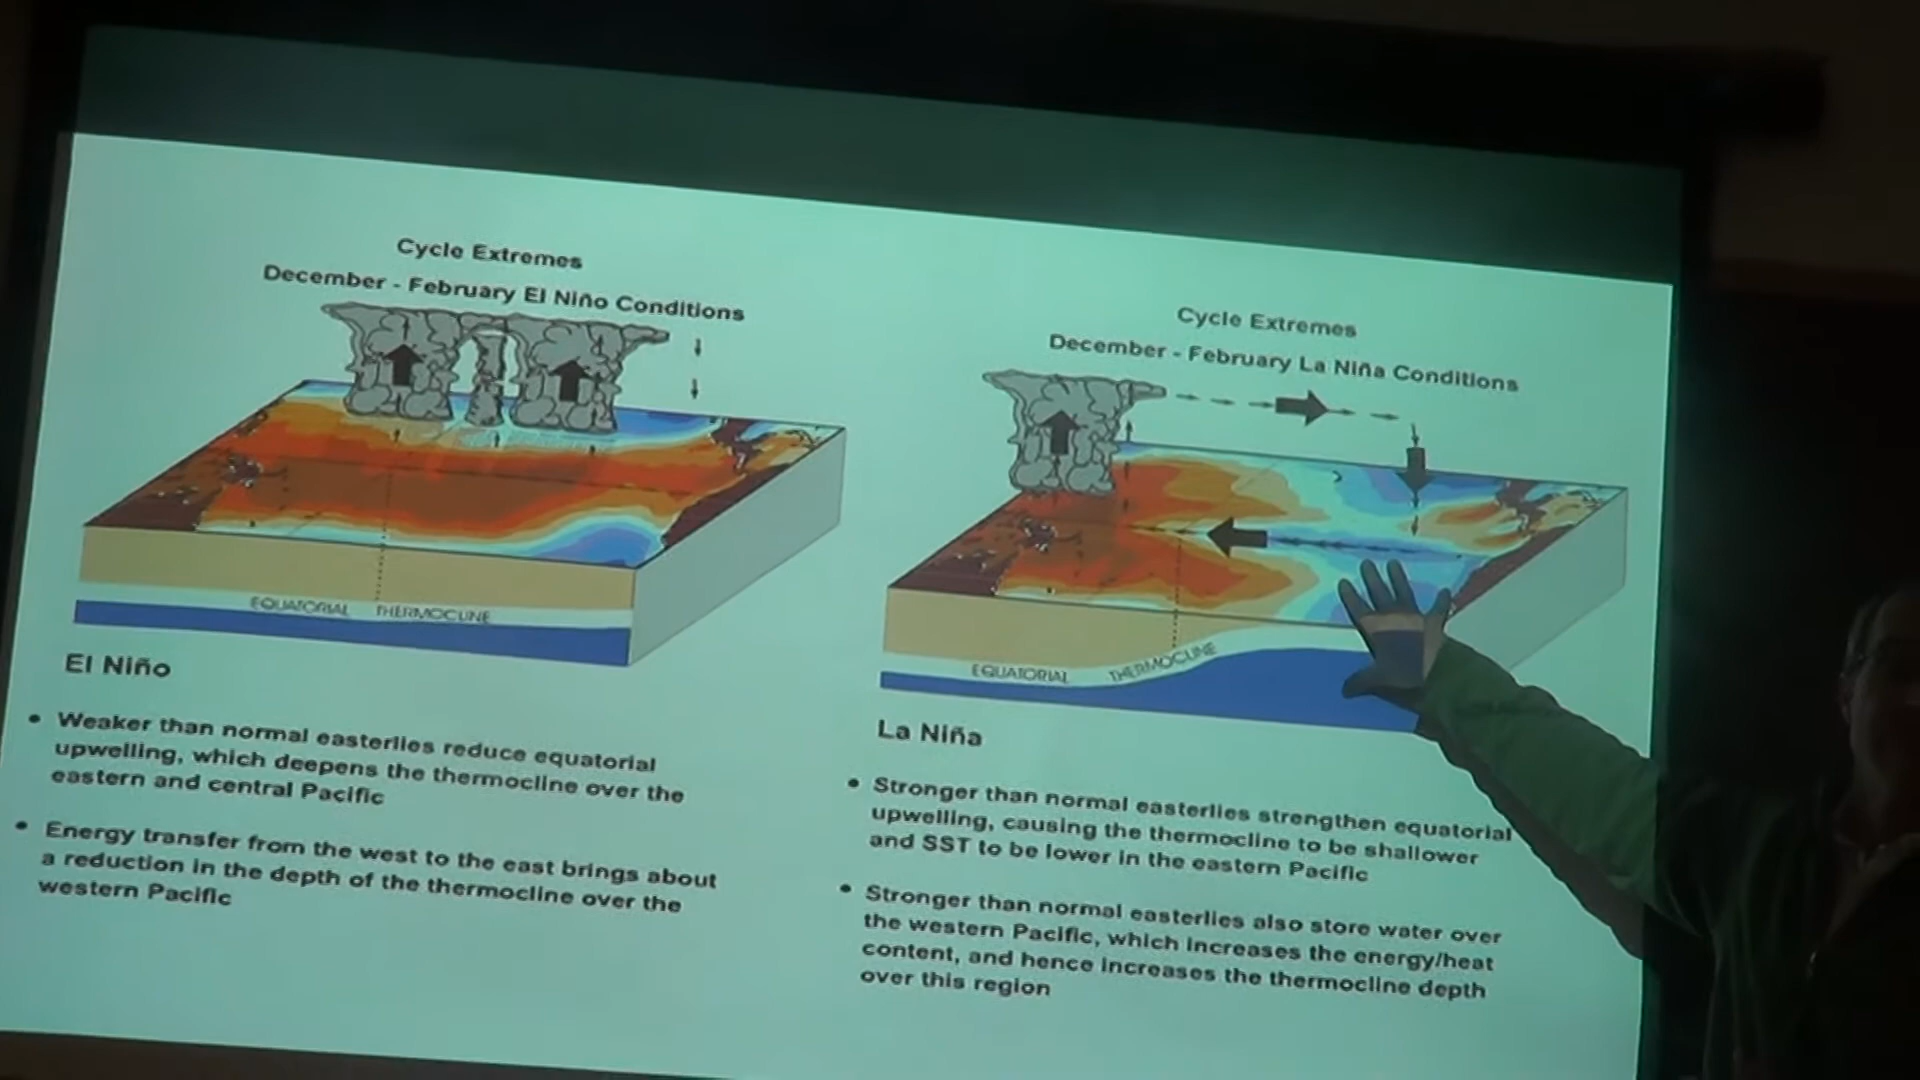 Cycle Extremes
December - February El Niño Conditions
EQUATORIAL THERMOCLINE
El Niño
• Weaker than normal easterlies reduce equatorial
upwelling, which deepens the thermocline over the
eastern and central Pacific
• Energy transfer from the west to the east brings about
a reduction in the depth of the thermocline over the
western Pacific
Cycle Extremes
December - February La Niña Conditions
EQUATORIAL THERMOCLINE
La Niña
• Stronger than normal easterlies strengthen equatorial
upwelling, causing the thermocline to be shallower
and SST to be lower in the eastern Pacific
• Stronger than normal easterlies also store water over
the western Pacific, which increases the energy/heat
content, and hence increases the thermocline depth
over this region